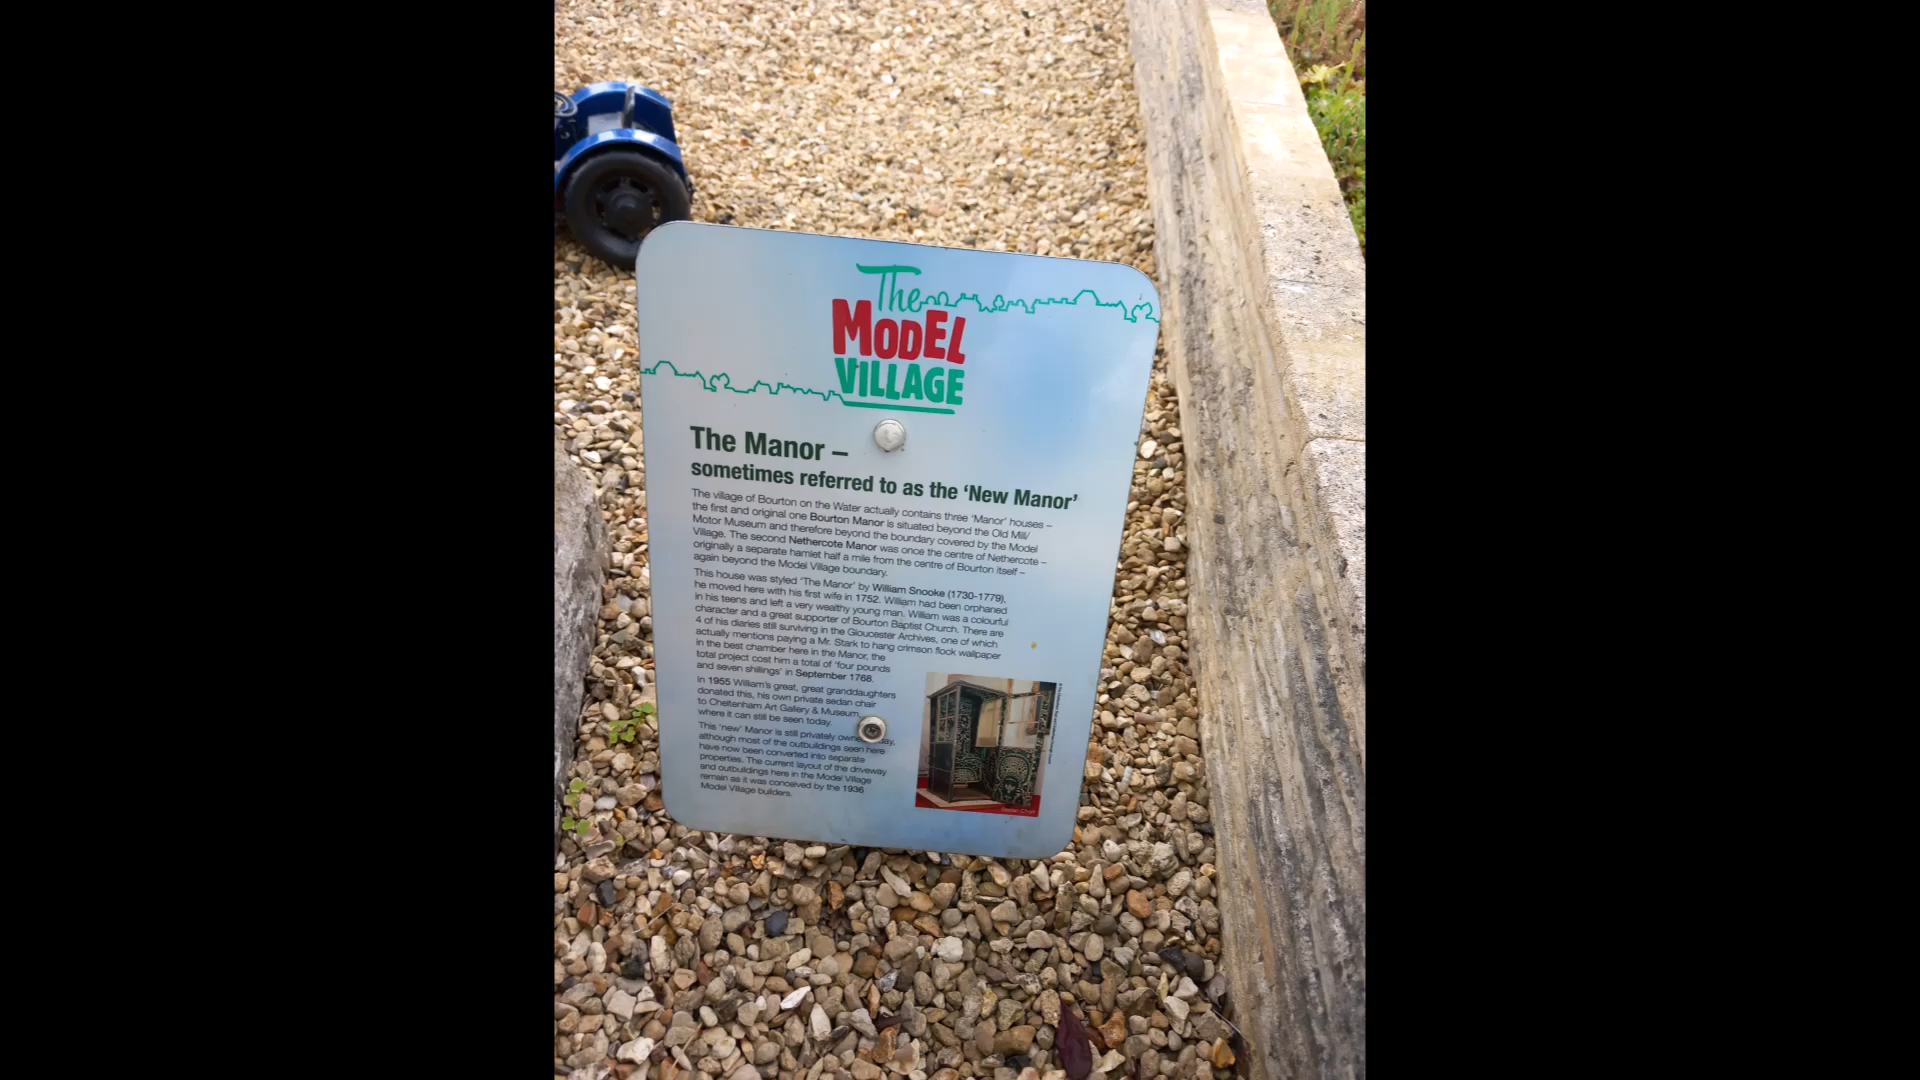 The
MODEL
VILLAGE
The Manor –
sometimes referred to as the ‘New Manor’
The village of Bourton on the Water actually contains three ‘Manor’ houses –
the first and original one Bourton Manor is situated beyond the Old Mill/
Motor Museum and therefore beyond the boundary covered by the Model
Village. The second Nethercote Manor was once the centre of Nethercote –
originally a separate hamlet half a mile from the centre of Bourton itself –
again beyond the Model Village boundary.
This house was styled ‘The Manor’ by William Snooke (1730-1779),
he moved here with his first wife in 1752. William had been orphaned
in his teens and left a very wealthy young man. William was a colourful
character and a great supporter of Bourton Baptist Church. There are
4 of his diaries still surviving in the Gloucester Archives, one of which
actually mentions paying a Mr. Stark to hang crimson flock wallpaper
in the best chamber here in the Manor, the
total project cost him a total of ‘four pounds
and seven shillings’ in September 1768.
In 1955 William’s great, great granddaughters
donated this, his own private sedan chair
to Cheltenham Art Gallery & Museum
where it can still be seen today.
This ‘new’ Manor is still privately
although most of the outbuildings seen here
have now been converted into separate
properties. The current layout of the driveway
and outbuildings here in the Model Village
remain as it was conceived by the 1936
Model Village builders.
Sedan Chair